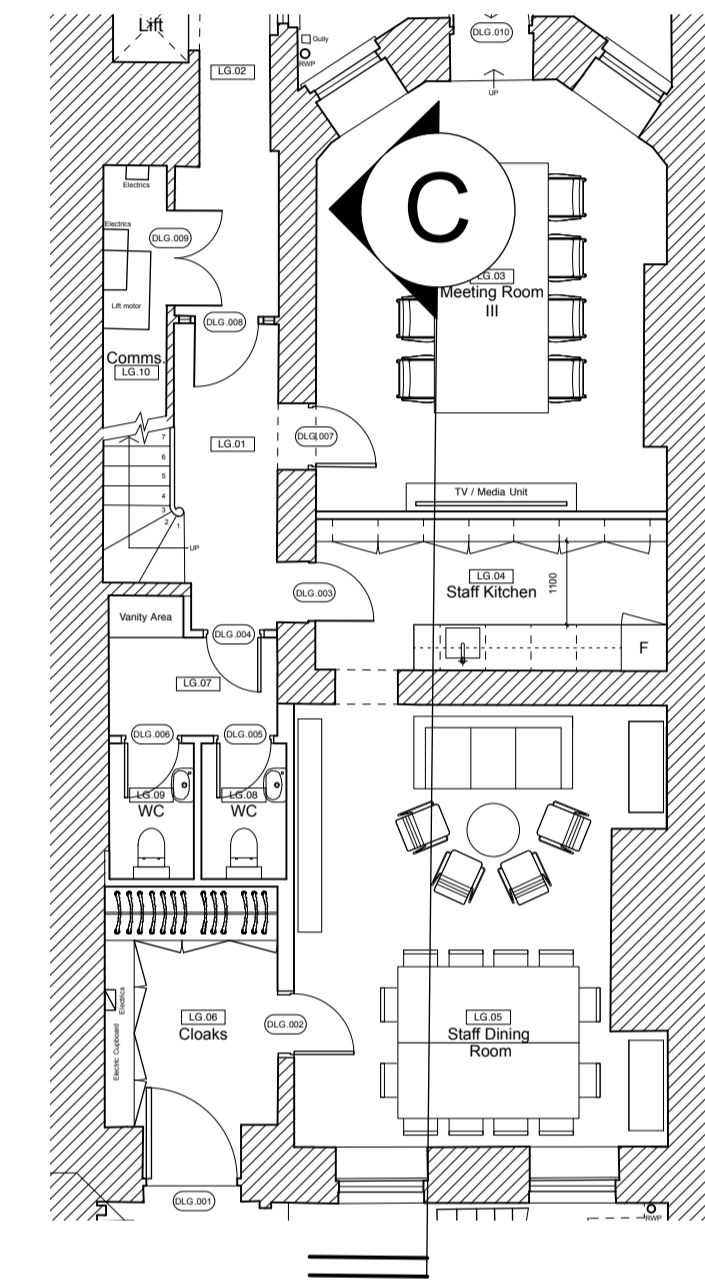 Lift
Gully
RWP
DLG.010
UP
LG.02
Electrics
Electrics
DLG.009
C
LG.03
Meeting Room
III
Lift motor
DLG.008
Comms.
LG.10
LG.01
DLG.007
7
6
5
4
3
2
1
UP
TV / Media Unit
LG.04
Staff Kitchen
1100
DLG.003
Vanity Area
DLG.004
F
LG.07
DLG.006
DLG.005
LG.09
WC
LG.08
WC
Electrics
Electric Cupboard
LG.06
Cloaks
DLG.002
LG.05
Staff Dining
Room
DLG.001
RWP